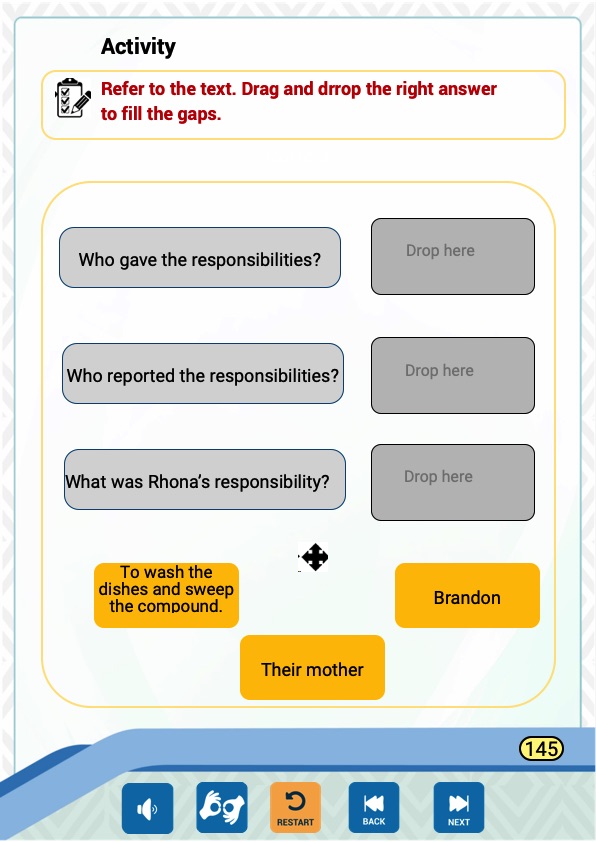 Activity
Refer to the text. Drag and drrop the right answer
to fill the gaps.
Who gave the responsibilities?
Drop here
Who reported the responsibilities?
Drop here
What was Rhona’s responsibility?
Drop here
To wash the
dishes and sweep
the compound.
Brandon
Their mother
145
RESTART
BACK
NEXT